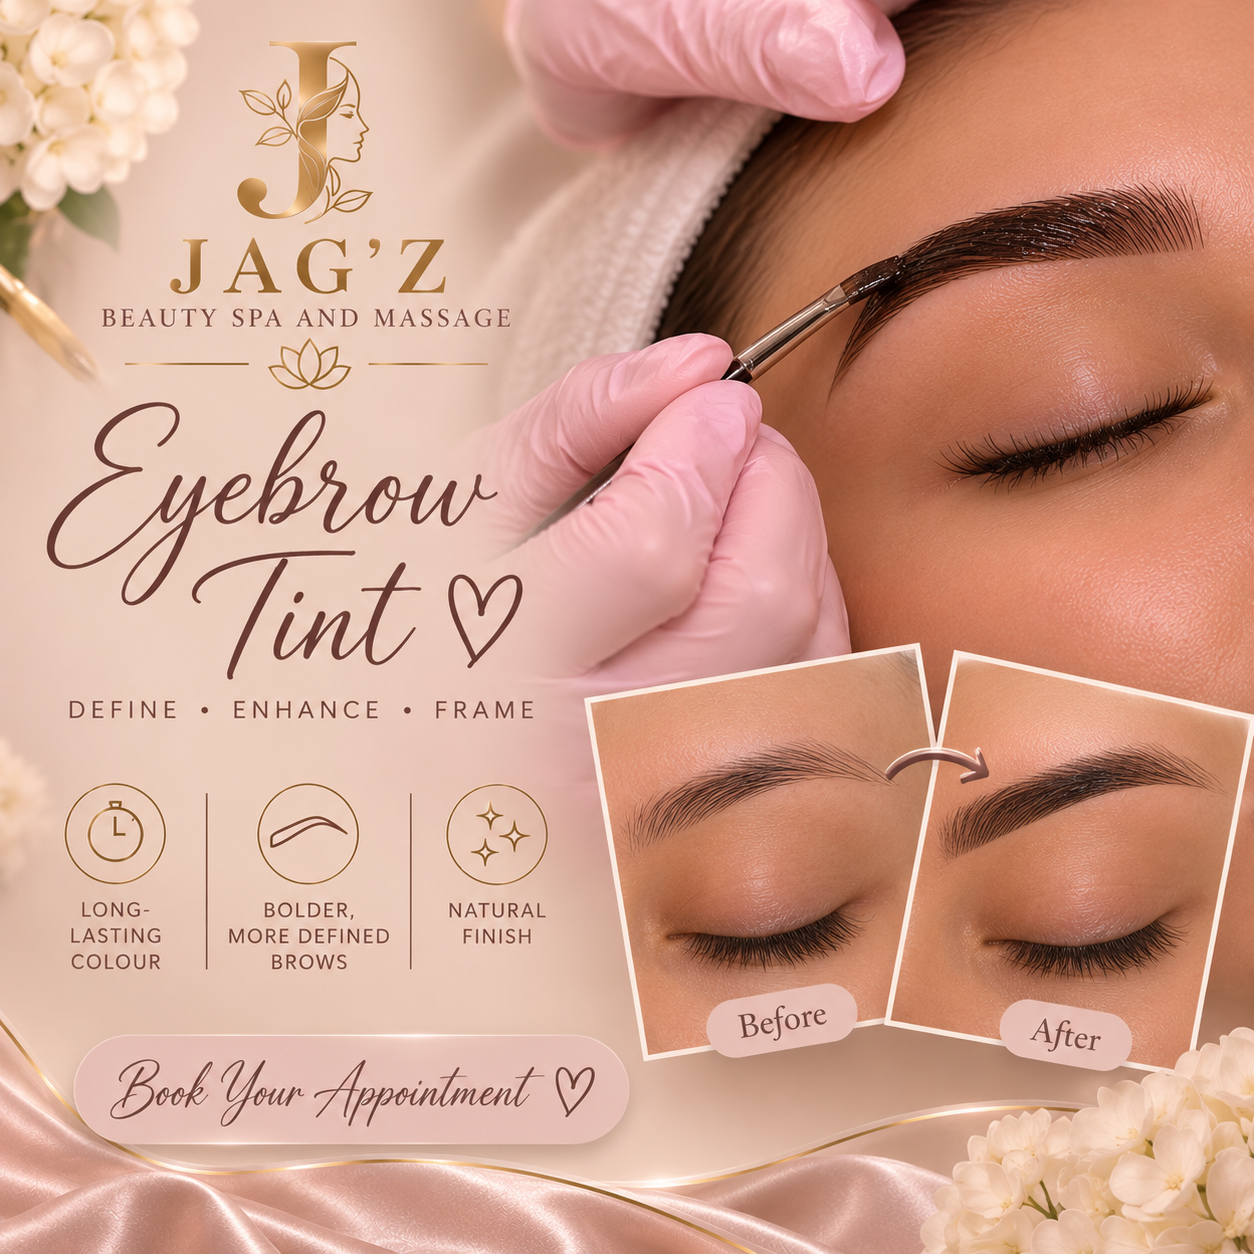 JAG'Z
BEAUTY SPA AND MASSAGE
Eyebrow
Tint
DEFINE • ENHANCE • FRAME
LONG-
LASTING
COLOUR
BOLDER,
MORE DEFINED
BROWS
NATURAL
FINISH
Before
After
Book Your Appointment